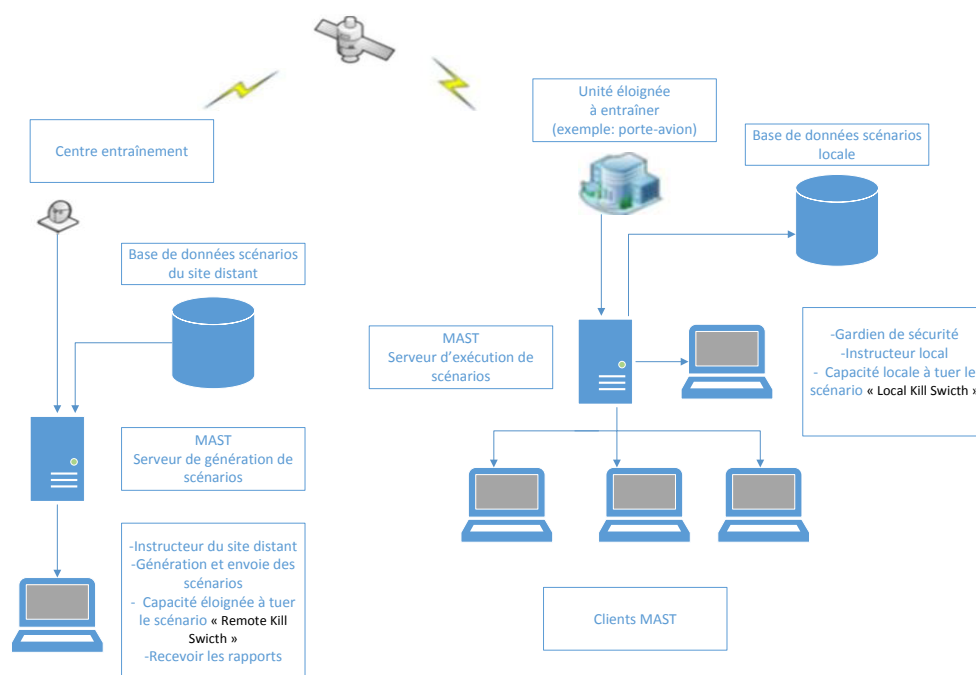 Unité éloignée
à entraîner
(exemple: porte-avion)
Centre entraînement
Base de données scénarios
locale
Base de données scénarios
du site distant
MAST
Serveur d'exécution de
scénarios
-Gardien de sécurité
-Instructeur local
- Capacité locale à tuer le
scénario « Local Kill Swicth »
MAST
Serveur de génération de
scénarios
-Instructeur du site distant
-Génération et envoie des
scénarios
- Capacité éloignée à tuer
le scénario « Remote Kill
Swicth »
-Recevoir les rapports
Clients MAST